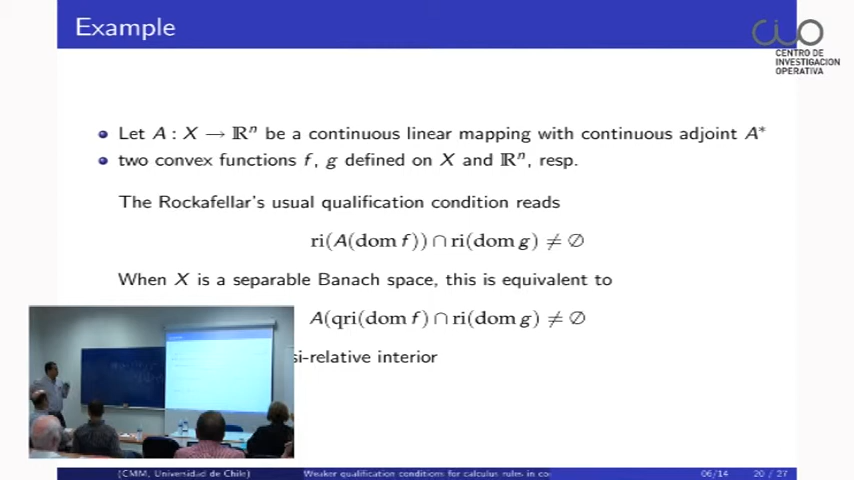 Example
CENTRO DE
INVESTIGACIÓN
OPERATIVA
• Let A : X → ℝⁿ be a continuous linear mapping with continuous adjoint A*
• two convex functions f, g defined on X and ℝⁿ, resp.
The Rockafellar's usual qualification condition reads
ri(A(dom f)) ∩ ri(dom g) ≠ ∅
When X is a separable Banach space, this is equivalent to
A(qri(dom f) ∩ ri(dom g) ≠ ∅
si-relative interior
(CMM, Universidad de Chile) Weaker qualification conditions for calculus rules in co 06/14 20 / 27